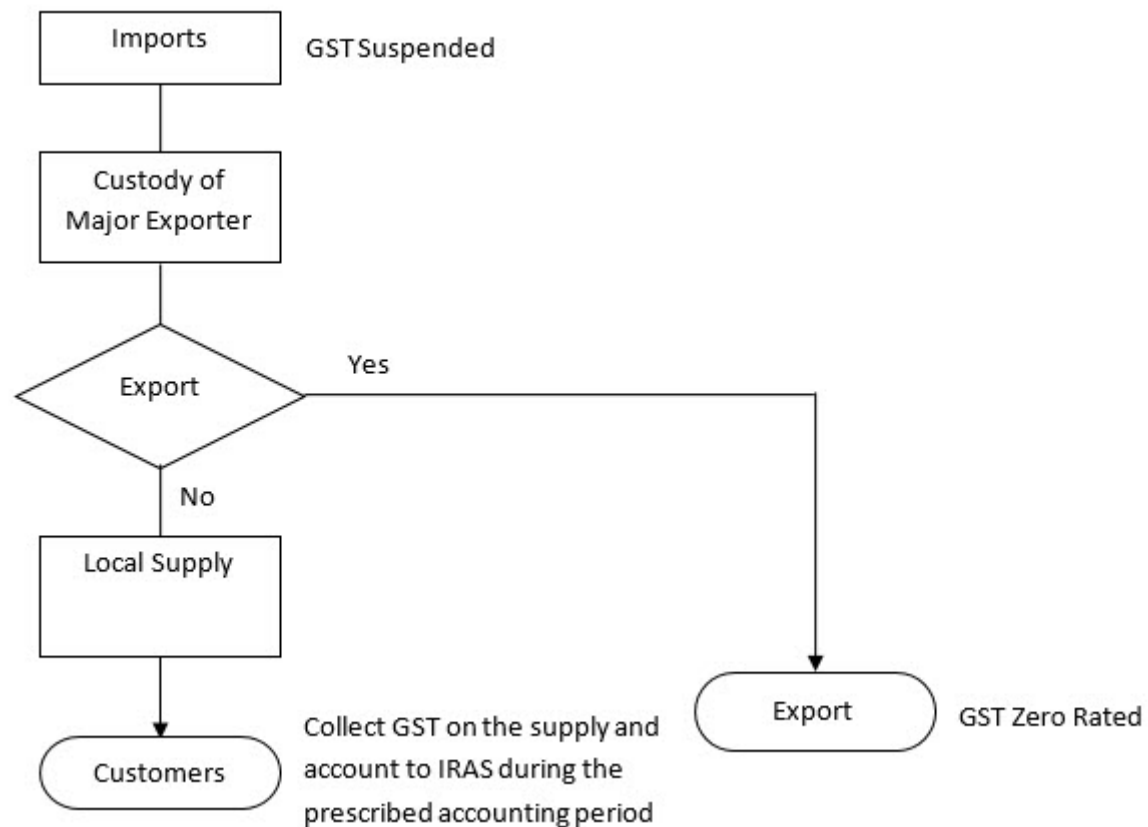 Imports
GST Suspended
Custody of
Major Exporter
Export
Yes
No
Local Supply
Export
GST Zero Rated
Customers
Collect GST on the supply and
account to IRAS during the
prescribed accounting period